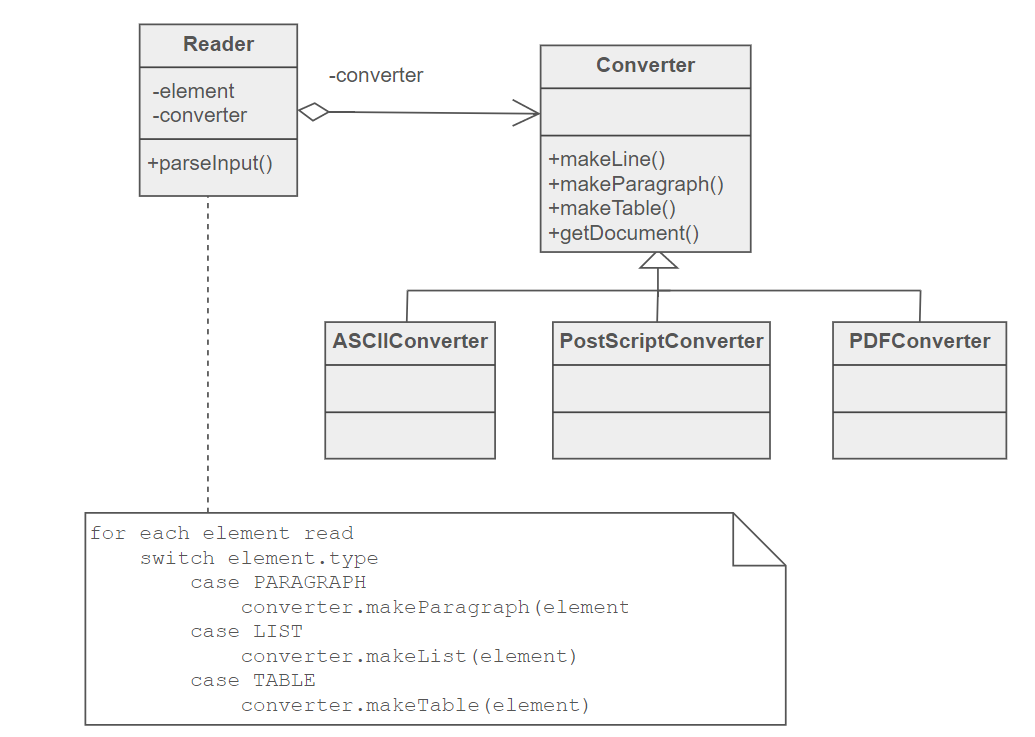 Reader
-element
-converter
+parseInput()
-converter
Converter
+makeLine()
+makeParagraph()
+makeTable()
+getDocument()
ASCIIConverter
PostScriptConverter
PDFConverter
for each element read
    switch element.type
        case PARAGRAPH
            converter.makeParagraph(element
        case LIST
            converter.makeList(element)
        case TABLE
            converter.makeTable(element)